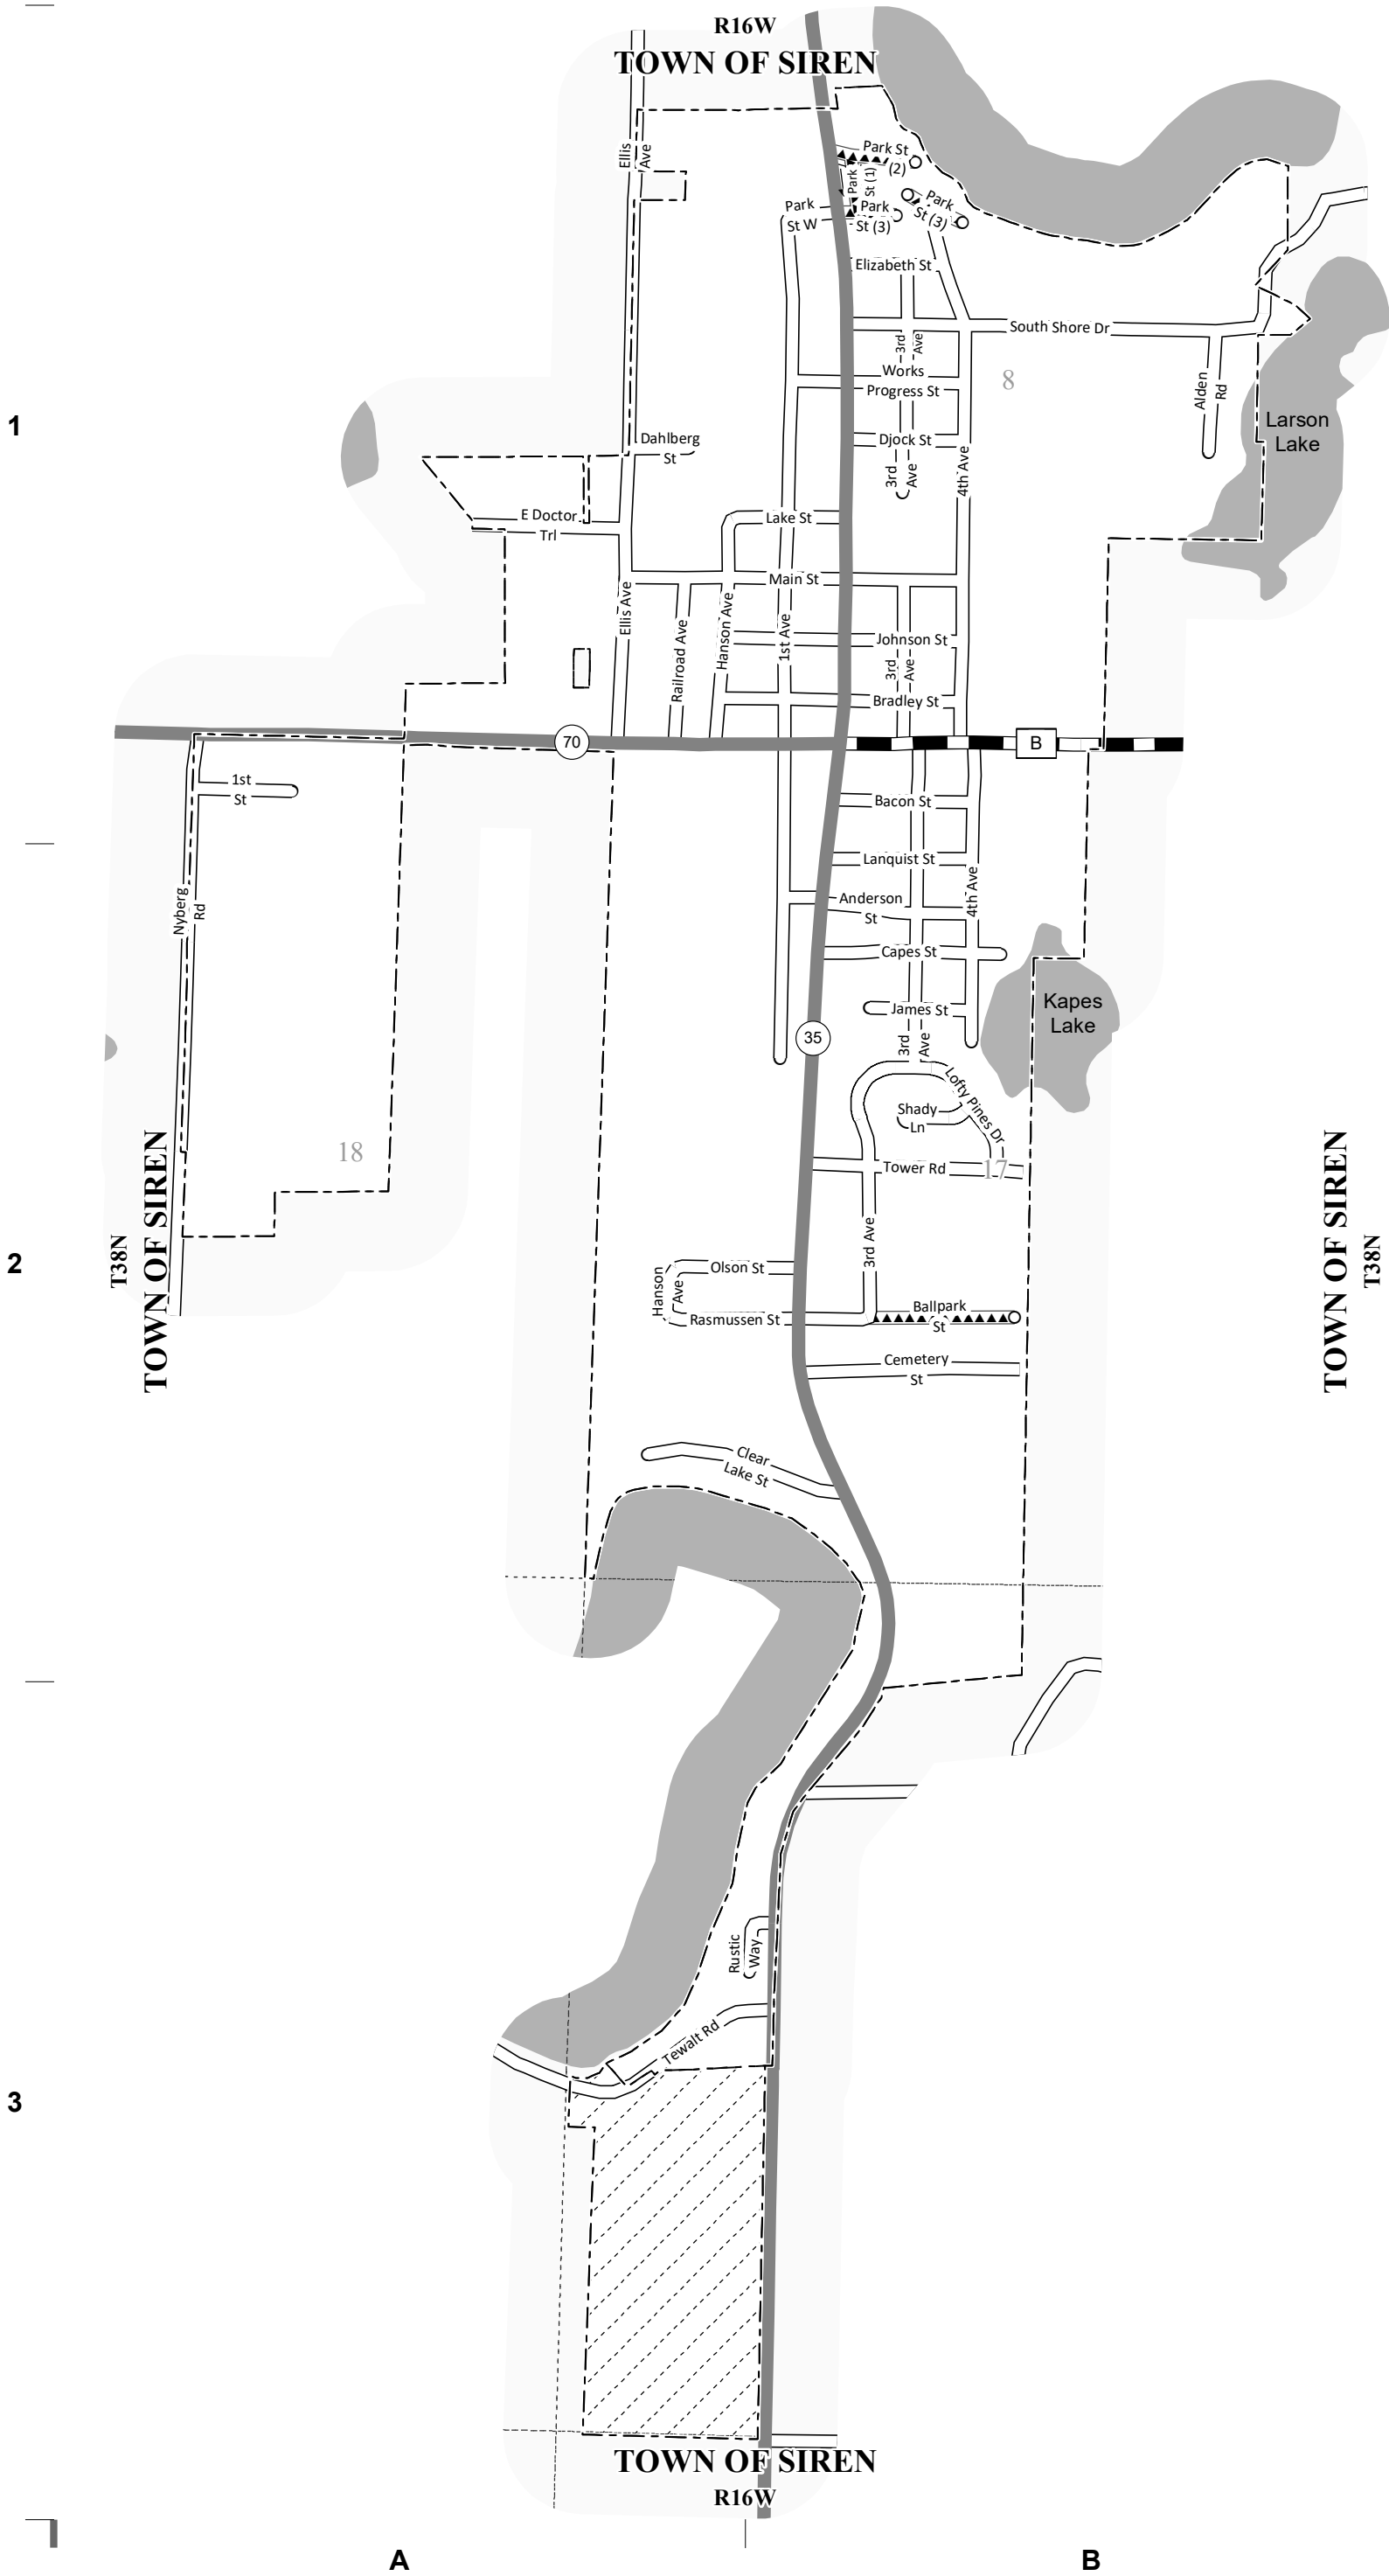 R16W
TOWN OF SIREN
Ellis
Ave
Park St
(2)
Park
St (1)
Park
St (3)
Park
St W
Park
St (3)
Elizabeth St
South Shore Dr
3rd
Ave
Works
Progress St
8
Alden
Rd
1
Larson
Lake
Dahlberg
St
Djock St
4th Ave
3rd
Ave
E Doctor
Trl
Lake St
Main St
Ellis Ave
Railroad Ave
Hanson Ave
1st Ave
Johnson St
3rd
Ave
Bradley St
70
B
1st
St
Bacon St
Lanquist St
Nyberg
Rd
Anderson
St
4th Ave
Capes St
Kapes
Lake
James St
35
3rd
Ave
Lofty Pines Dr
Shady
Ln
18
Tower Rd
17
T38N
TOWN OF SIREN
TOWN OF SIREN
T38N
2
3rd Ave
Olson St
Hanson
Ave
Rasmussen St
Ballpark
St
Cemetery
St
Clear
Lake St
Rustic
Way
Tewalt Rd
3
TOWN OF SIREN
R16W
A
B